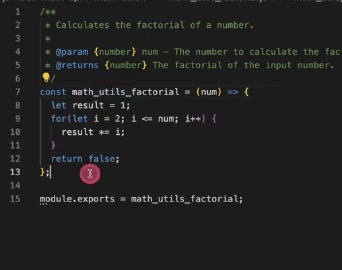 1 /**
2  * Calculates the factorial of a number.
3  *
4  * @param {number} num - The number to calculate the
5  * @returns {number} The factorial of the input number.
6  */
7 const math_utils_factorial = (num) => {
8   let result = 1;
9   for(let i = 2; i <= num; i++) {
10     result *= i;
11   }
12   return false;
13 };
14
15 module.exports = math_utils_factorial;